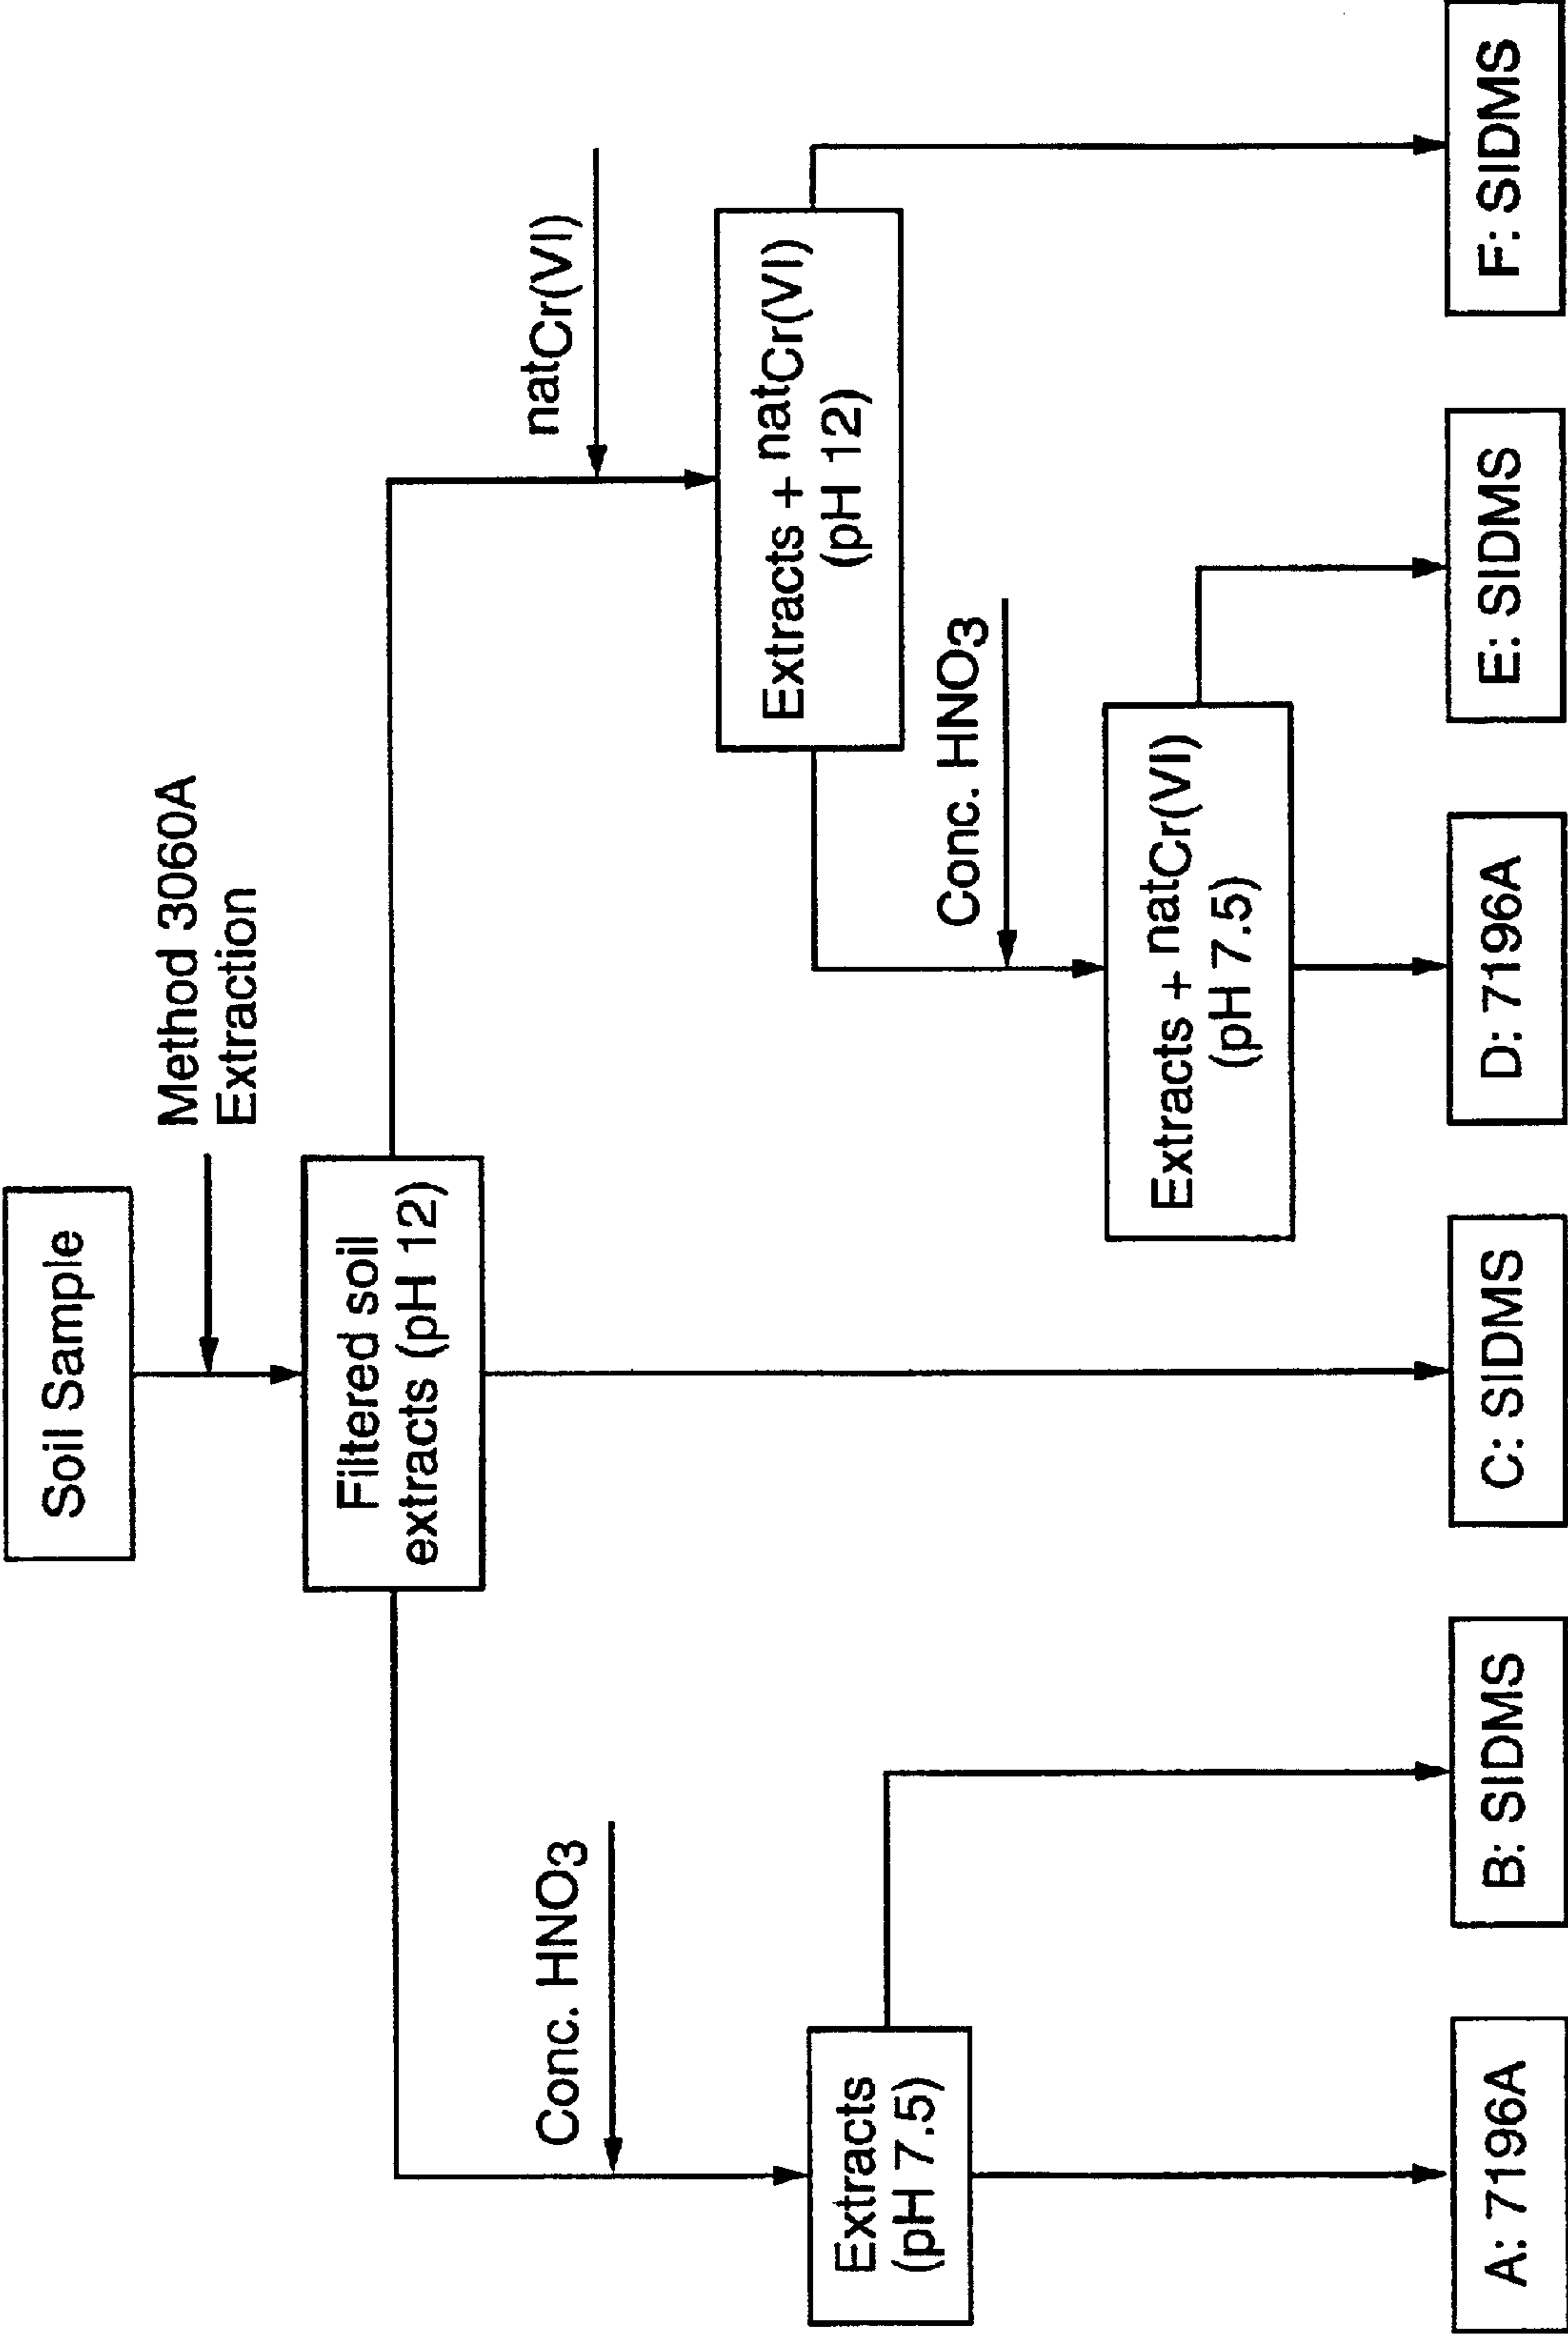 Soil Sample
Method 3060A
Extraction
Filtered soil
extracts (pH 12)
Conc. HNO3
natCr(VI)
Extracts
(pH 7.5)
Extracts + natCr(VI)
(pH 12)
Conc. HNO3
Extracts + natCr(VI)
(pH 7.5)
A: 7196A
B: SIDMS
C: SIDMS
D: 7196A
E: SIDMS
F: SIDMS